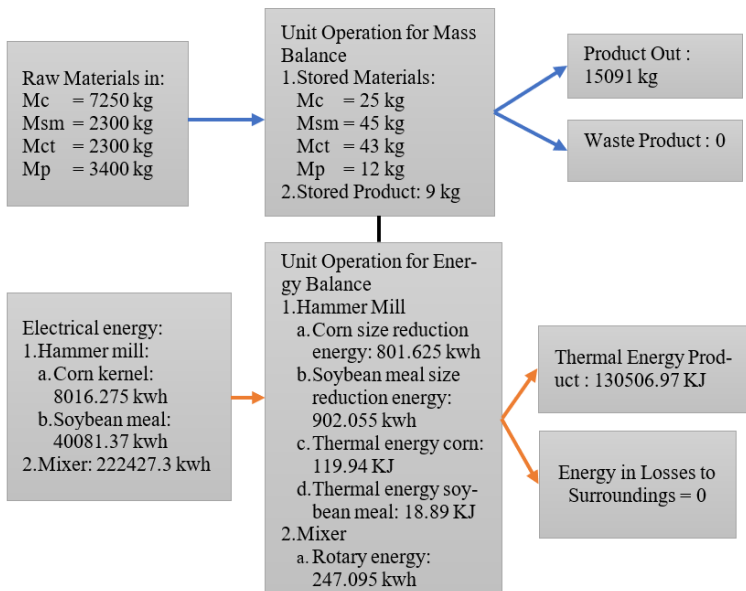 Raw Materials in:
Mc = 7250 kg
Msm = 2300 kg
Mct = 2300 kg
Mp = 3400 kg
Unit Operation for Mass
Balance
1.Stored Materials:
Mc = 25 kg
Msm = 45 kg
Mct = 43 kg
Mp = 12 kg
2.Stored Product: 9 kg
Product Out :
15091 kg
Waste Product : 0
Electrical energy:
1.Hammer mill:
a.Corn kernel:
8016.275 kwh
b.Soybean meal:
40081.37 kwh
2.Mixer: 222427.3 kwh
Unit Operation for Ener-
gy Balance
1.Hammer Mill
a.Corn size reduction
energy: 801.625 kwh
b.Soybean meal size
reduction energy:
902.055 kwh
c.Thermal energy corn:
119.94 KJ
d.Thermal energy soy-
bean meal: 18.89 KJ
2.Mixer
a. Rotary energy:
247.095 kwh
Thermal Energy Prod-
uct : 130506.97 KJ
Energy in Losses to
Surroundings = 0